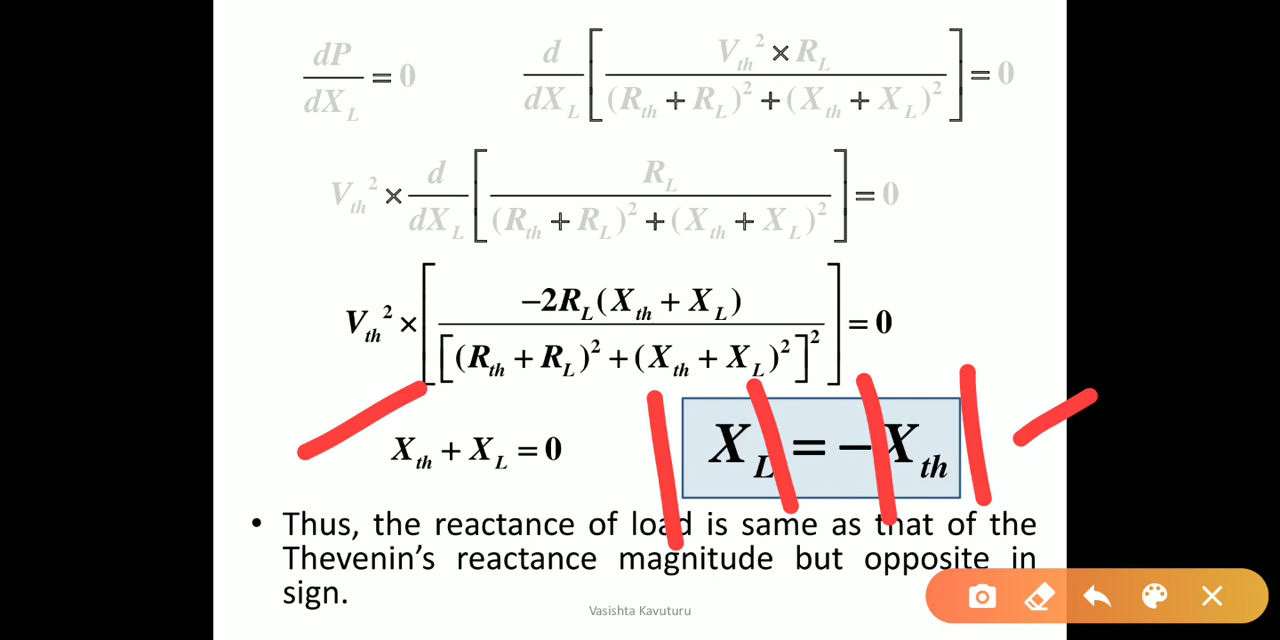 dP/dX_L = 0    d/dX_L [ V_th^2 × R_L / ((R_th + R_L)^2 + (X_th + X_L)^2) ] = 0
V_th^2 × d/dX_L [ R_L / ((R_th + R_L)^2 + (X_th + X_L)^2) ] = 0
V_th^2 × [ −2R_L(X_th + X_L) / [(R_th + R_L)^2 + (X_th + X_L)^2]^2 ] = 0
X_th + X_L = 0    X_L = −X_th
• Thus, the reactance of load is same as that of the
Thevenin's reactance magnitude but opposite in
sign.
Vasishta Kavuturu